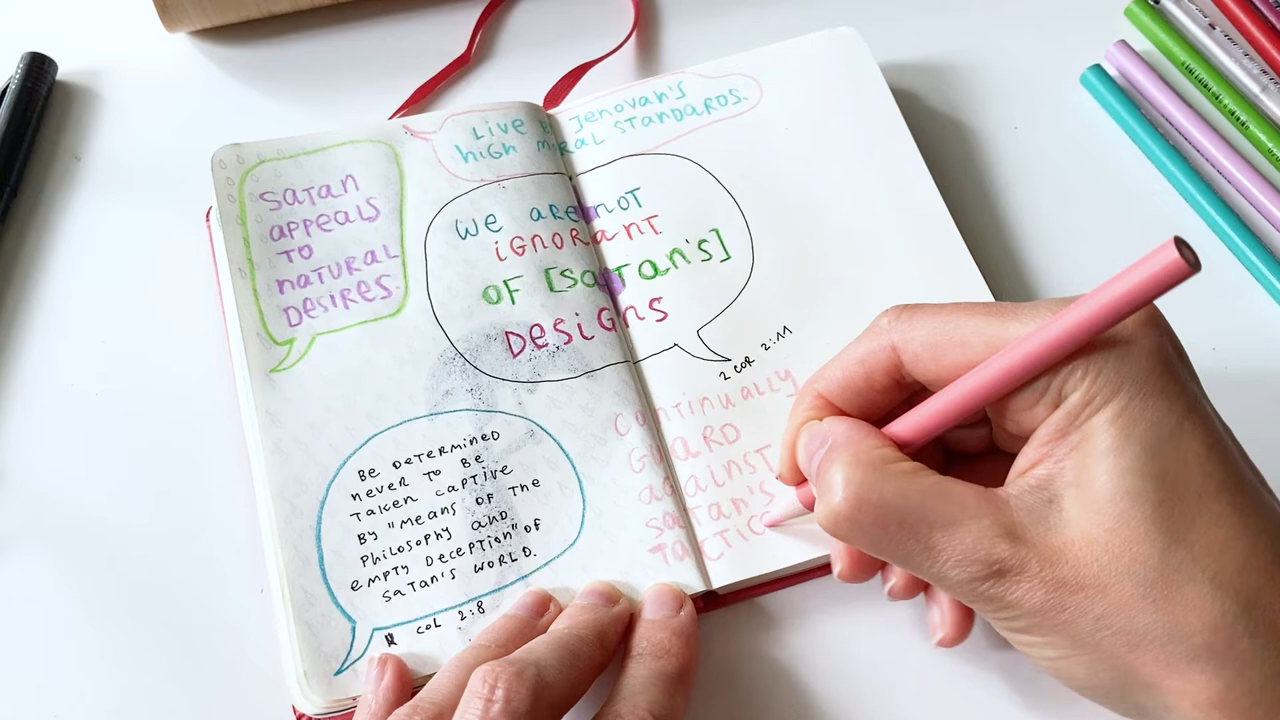 Live Jehovah's
high moral standards.
Satan
appeals
to
natural
desires.
We are not
ignorant
of [Satan's]
designs
2 Cor 2:11
Be determined
never to be
taken captive
by "means of the
philosophy and
empty deception" of
Satan's world.
Col 2:8
continually
guard
against
Satan's
tactic